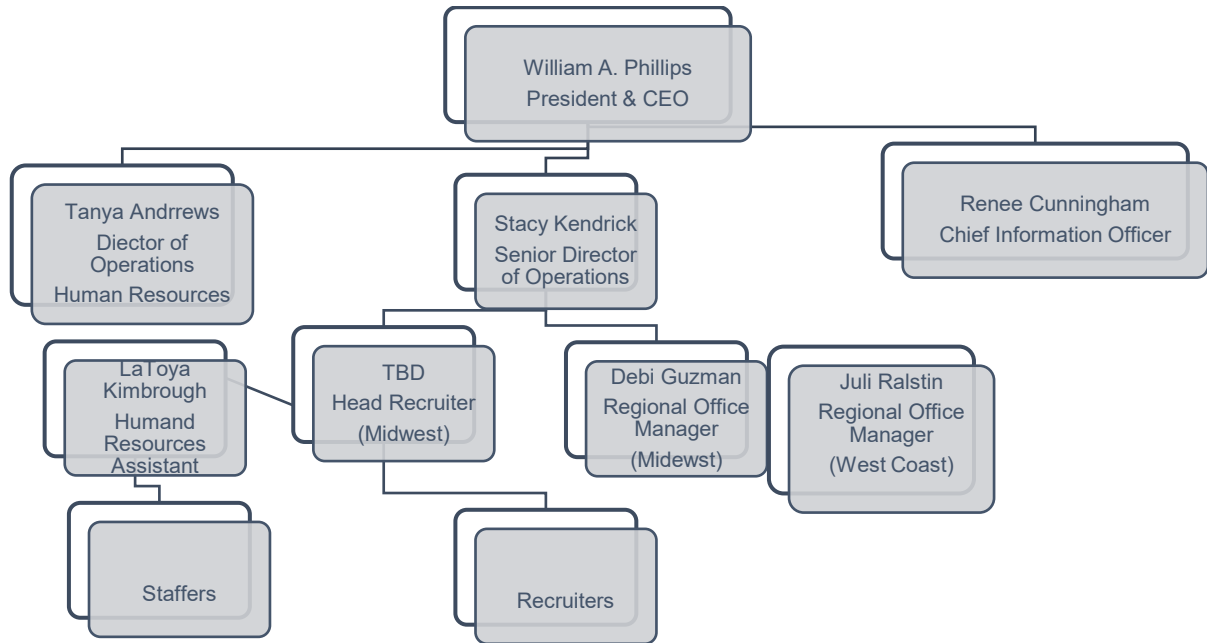 William A. Phillips
President & CEO
Tanya Andrrews
Diector of
Operations
Human Resources
Stacy Kendrick
Senior Director
of Operations
Renee Cunningham
Chief Information Officer
LaToya
Kimbrough
Humand
Resources
Assistant
TBD
Head Recruiter
(Midwest)
Debi Guzman
Regional Office
Manager
(Midewst)
Juli Ralstin
Regional Office
Manager
(West Coast)
Staffers
Recruiters